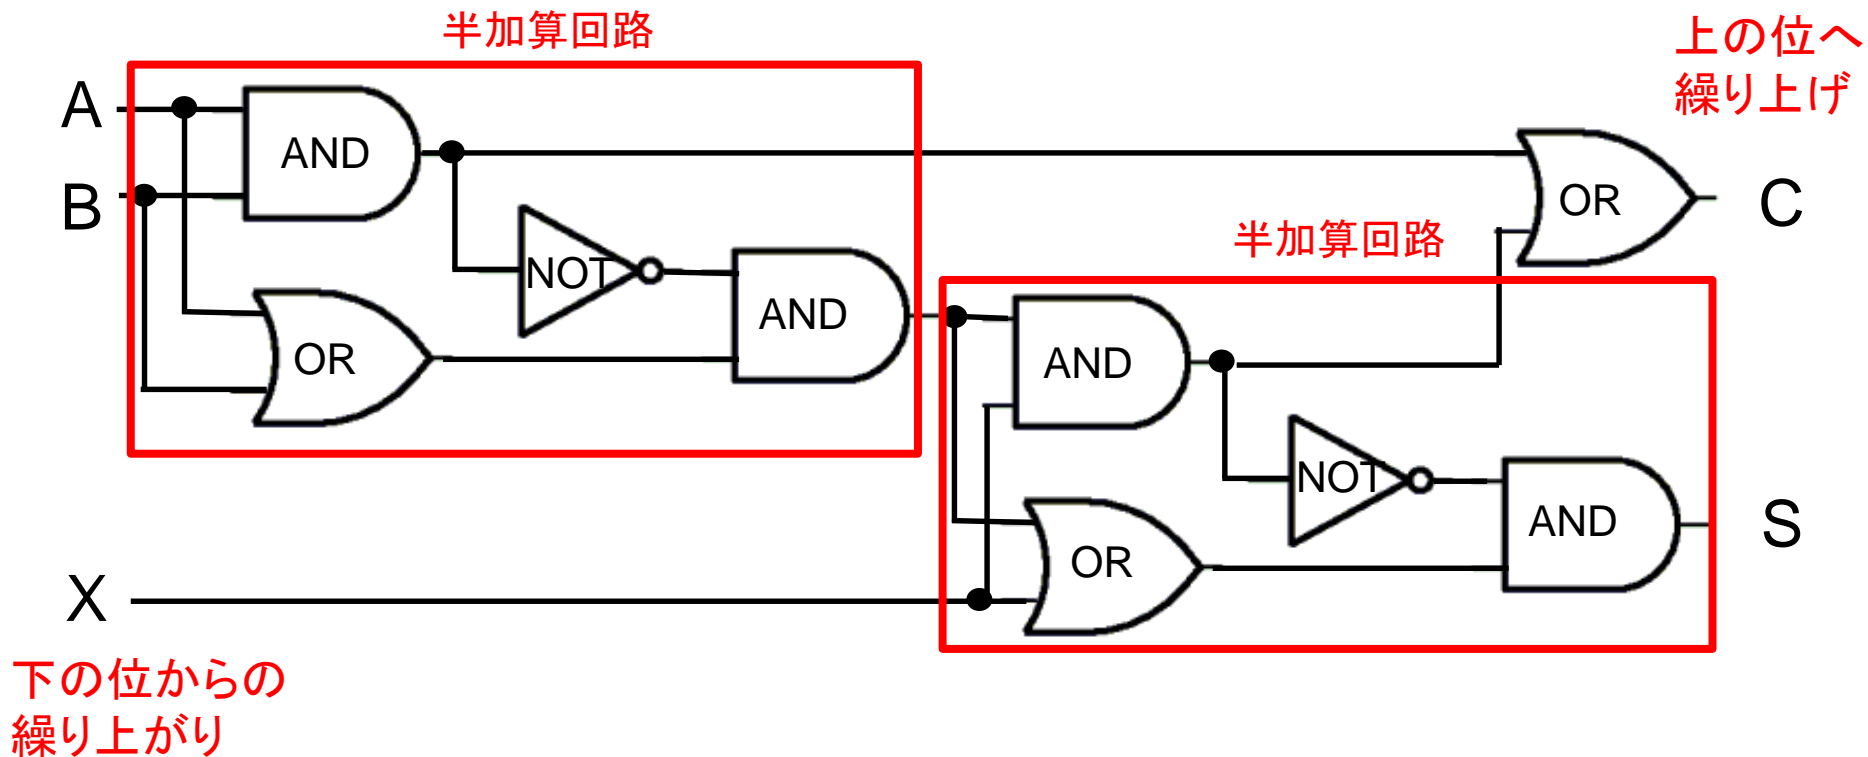 半加算回路
上の位へ
繰り上げ
A
AND
B
OR
C
半加算回路
NOT
AND
OR
AND
NOT
AND
S
OR
X
下の位からの
繰り上がり